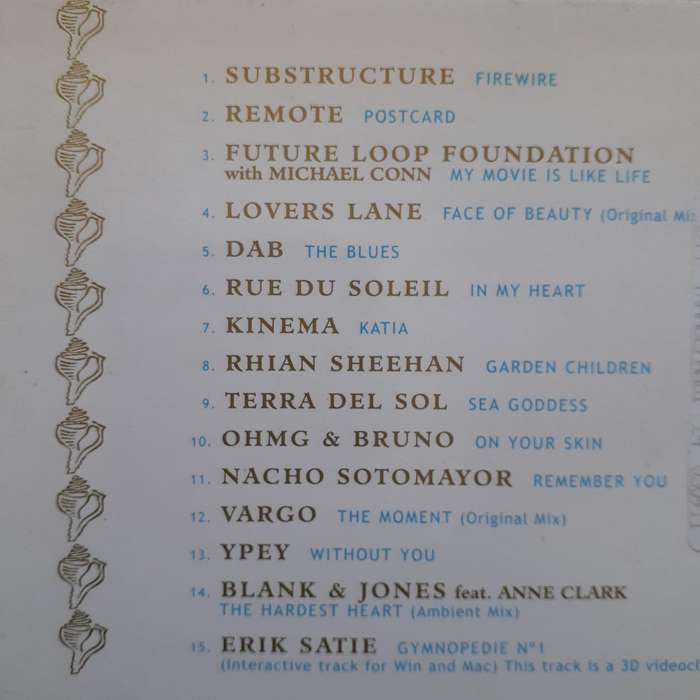 1. SUBSTRUCTURE FIREWIRE
2. REMOTE POSTCARD
3. FUTURE LOOP FOUNDATION
with MICHAEL CONN MY MOVIE IS LIKE LIFE
4. LOVERS LANE FACE OF BEAUTY (Original
5. DAB THE BLUES
6. RUE DU SOLEIL IN MY HEART
7. KINEMA KATIA
8. RHIAN SHEEHAN GARDEN CHILDREN
9. TERRA DEL SOL SEA GODDESS
10. OHMG & BRUNO ON YOUR SKIN
11. NACHO SOTOMAYOR REMEMBER YOU
12. VARGO THE MOMENT (Original Mix)
13. YPEY WITHOUT YOU
14. BLANK & JONES feat. ANNE CLARK
THE HARDEST HEART (Ambient Mix)
15. ERIK SATIE GYMNOPEDIE Nº1
(Interactive track for Win and Mac) This track is a 3D